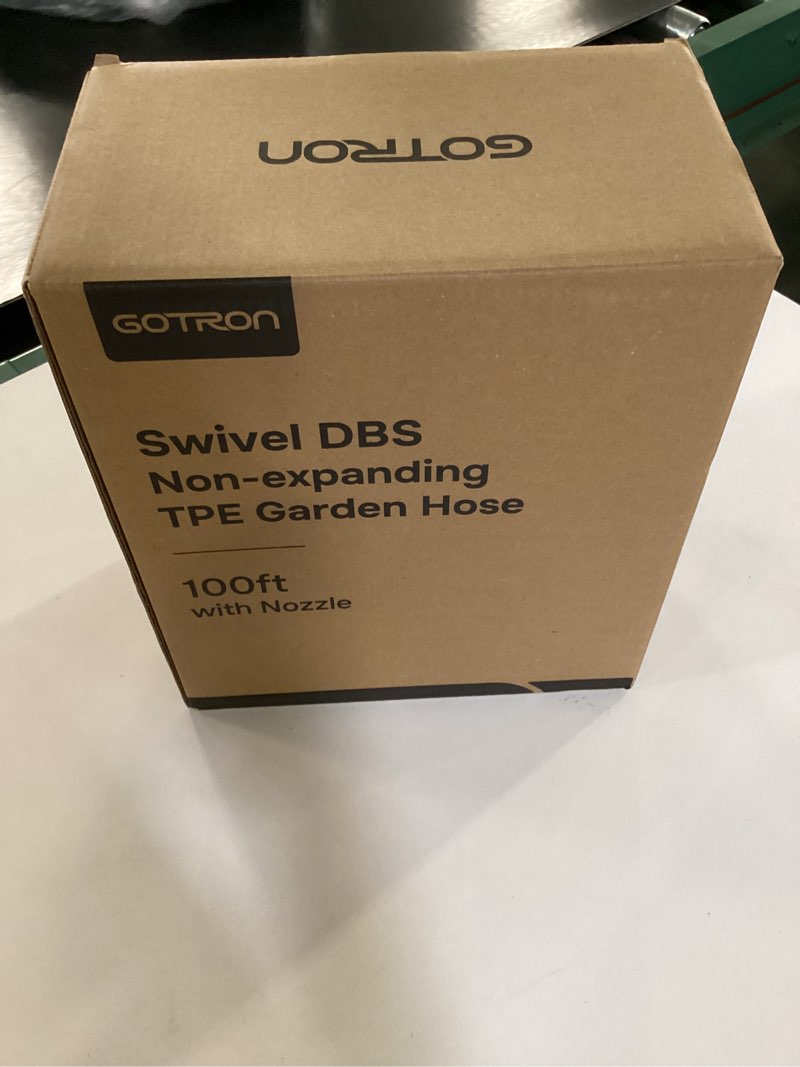 GOTRON
GOTRON
Swivel DBS
Non-expanding
TPE Garden Hose
100ft
with Nozzle